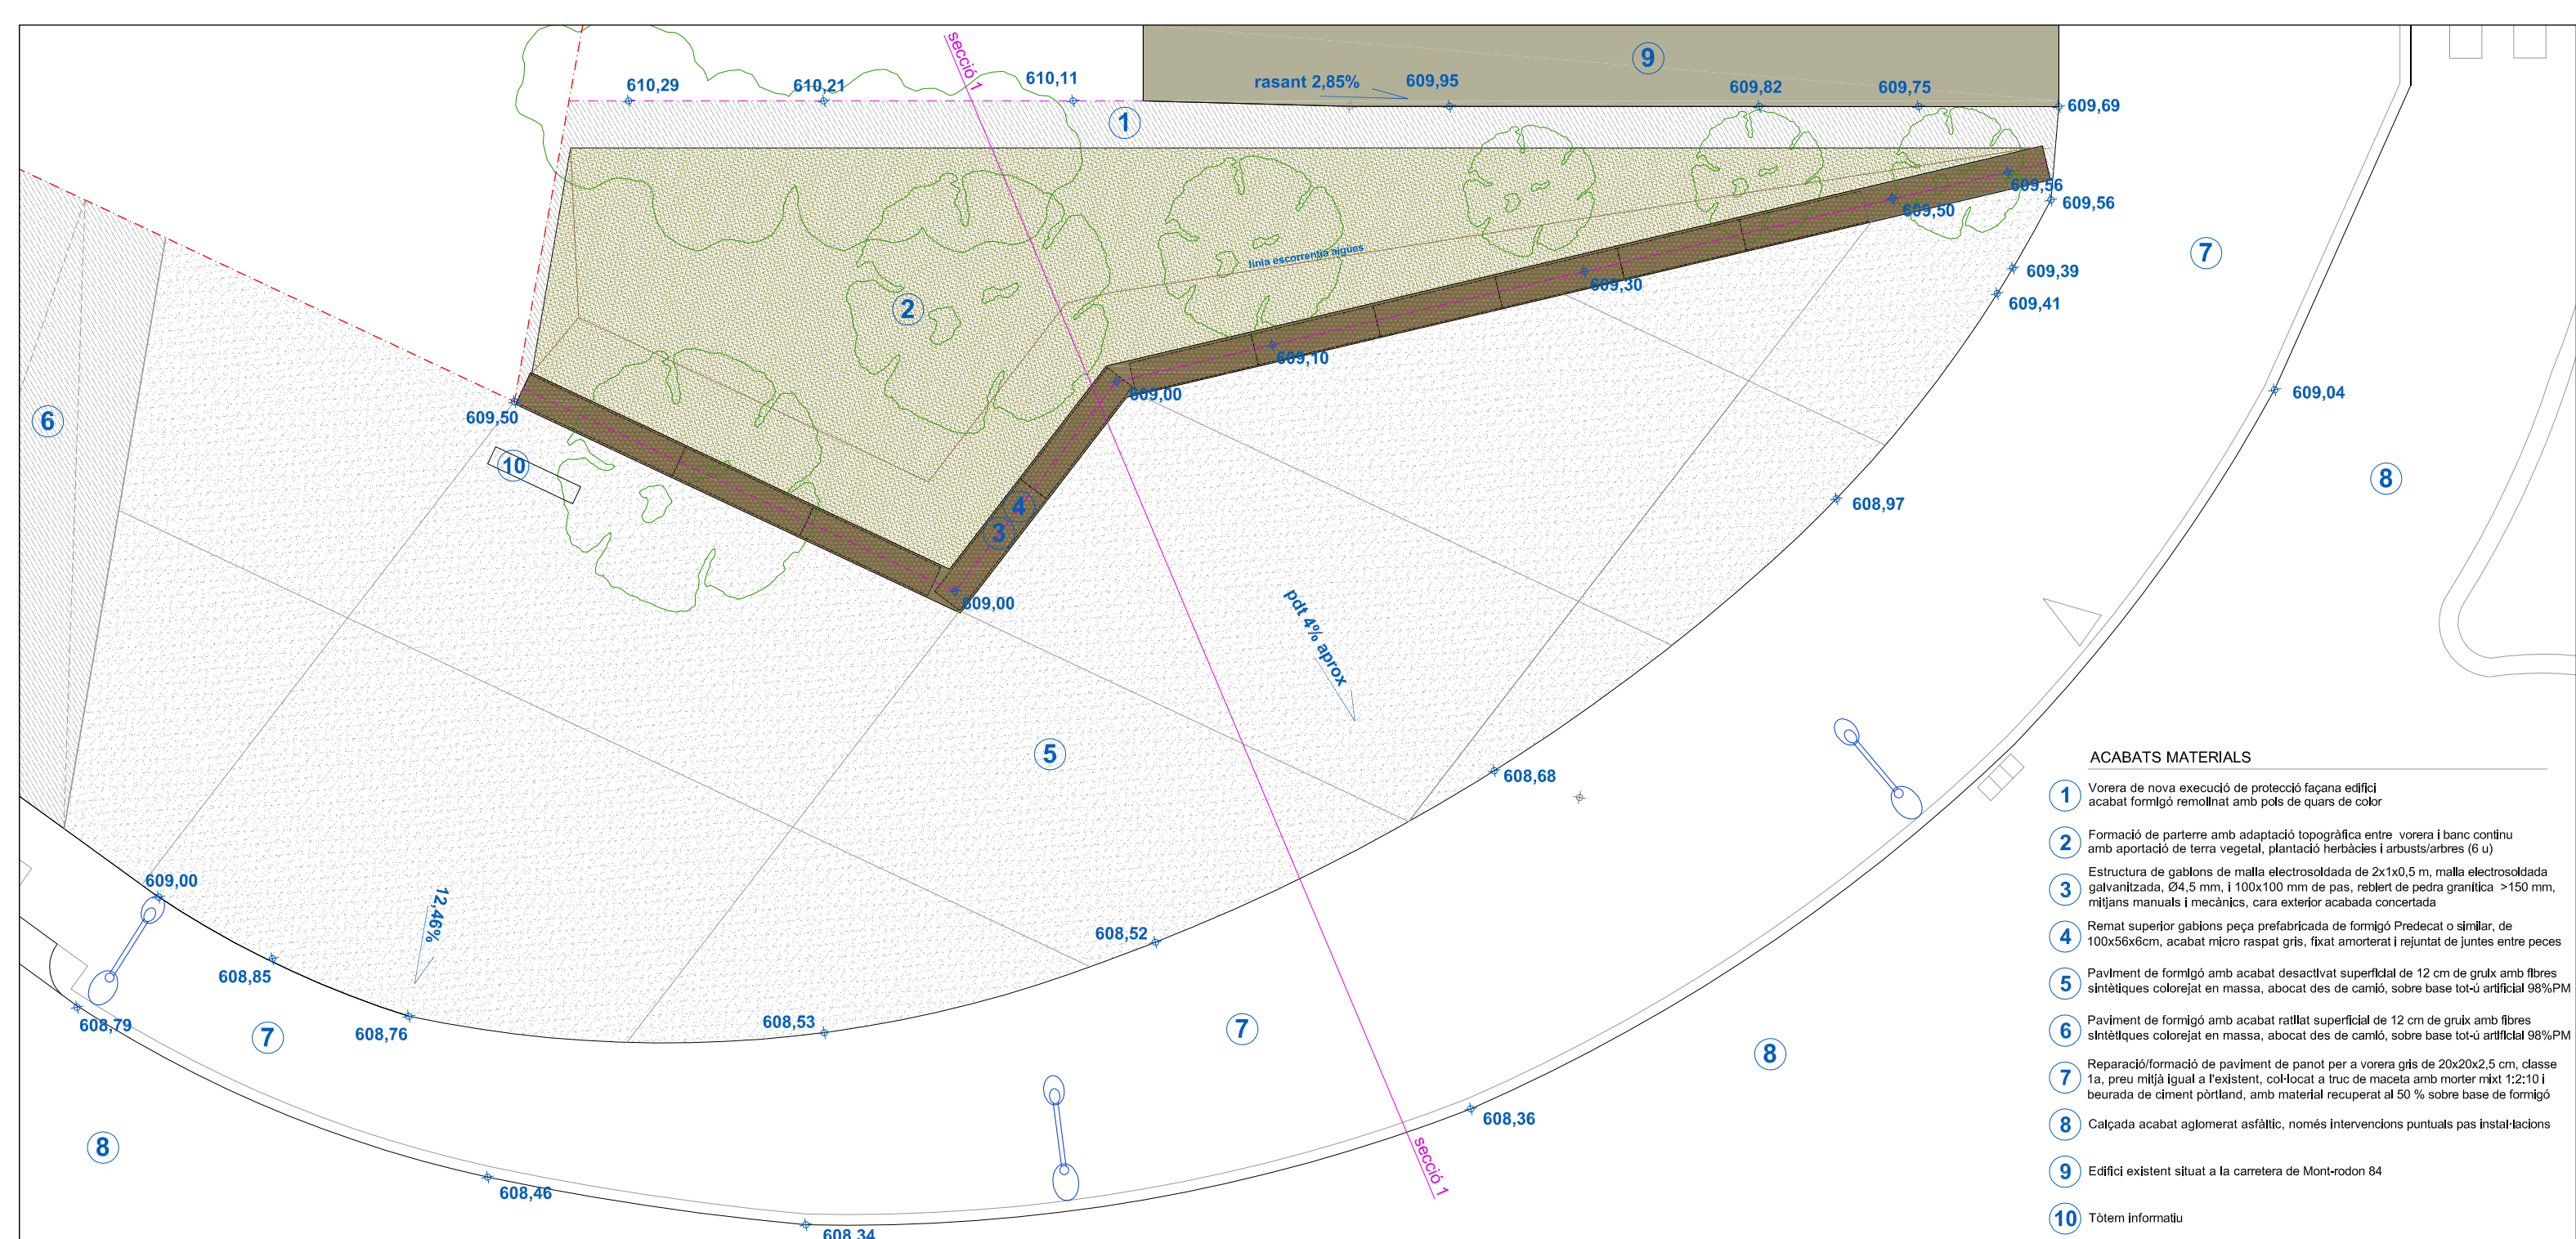 secció 1
9
610,29
610,21
610,11
rasant 2,85%
609,95
609,82
609,75
609,69
1
609,56
609,50
609,56
7
línia escorrentia aigües
609,39
609,41
609,30
2
609,10
609,00
609,04
6
609,50
10
8
4
3
608,97
609,00
pdt 4% aprox
5
608,68
609,00
12,46%
608,52
608,85
608,79
7
608,76
608,53
7
8
8
608,36
secció 1
608,46
608,34
ACABATS MATERIALS
1 Vorera de nova execució de protecció façana edifici
acabat formigó remolinat amb pols de quars de color
2 Formació de parterre amb adaptació topogràfica entre vorera i banc continu
amb aportació de terra vegetal, plantació herbàcies i arbusts/arbres (6 u)
3 Estructura de gabions de malla electrosoldada de 2x1x0,5 m, malla electrosoldada
galvanitzada, Ø4,5 mm, i 100x100 mm de pas, reblert de pedra granítica >150 mm,
mitjans manuals i mecànics, cara exterior acabada concertada
4 Remat superior gabions peça prefabricada de formigó Predecat o similar, de
100x56x6cm, acabat micro raspat gris, fixat amorterat i rejuntat de juntes entre peces
5 Paviment de formigó amb acabat desactivat superficial de 12 cm de gruix amb fibres
sintètiques colorejat en massa, abocat des de camió, sobre base tot-ú artificial 98%PM
6 Paviment de formigó amb acabat ratllat superficial de 12 cm de gruix amb fibres
sintètiques colorejat en massa, abocat des de camió, sobre base tot-ú artificial 98%PM
7 Reparació/formació de paviment de panot per a vorera gris de 20x20x2,5 cm, classe
1a, preu mitjà igual a l'existent, col·locat a truc de maceta amb morter mixt 1:2:10 i
beurada de ciment pòrtland, amb material recuperat al 50 % sobre base de formigó
8 Calçada acabat aglomerat asfàltic, només intervencions puntuals pas instal·lacions
9 Edifici existent situat a la carretera de Mont-rodon 84
10 Tòtem informatiu